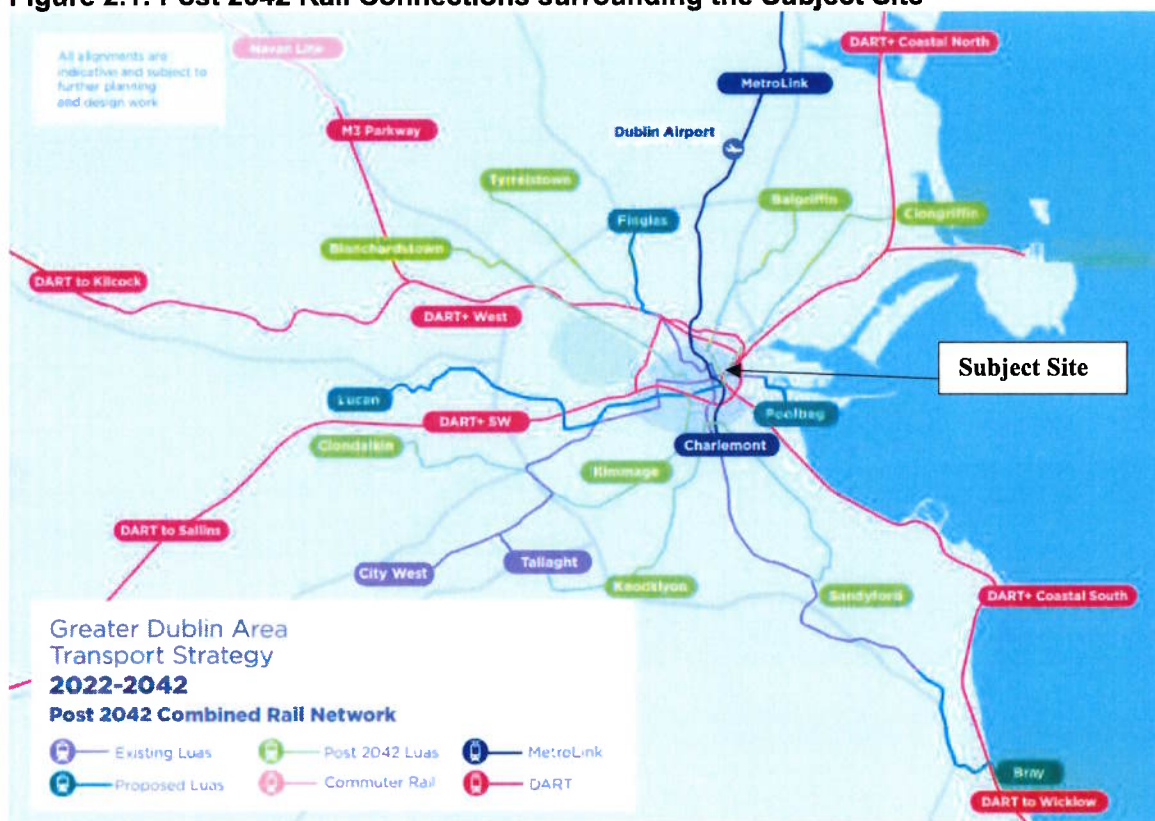 Figure 2.1: Post 2042 Rail Connections surrounding the Subject Site
All alignments are
indicative and subject to
further planning
and design work
Navan Line
DART+ Coastal North
MetroLink
M3 Parkway
Dublin Airport
Tyrrelstown
Balgriffin
Finglas
Clongriffin
Blanchardstown
DART to Kilcock
DART+ West
Subject Site
Lucan
DART+ SW
Poolbeg
Clondalkin
Charlemont
Kimmage
DART to Sallins
City West
Tallaght
Sandyford
DART+ Coastal South
Greater Dublin Area
Transport Strategy
2022-2042
Post 2042 Combined Rail Network
Existing Luas
Post 2042 Luas
MetroLink
Proposed Luas
Commuter Rail
DART
Bray
DART to Wicklow